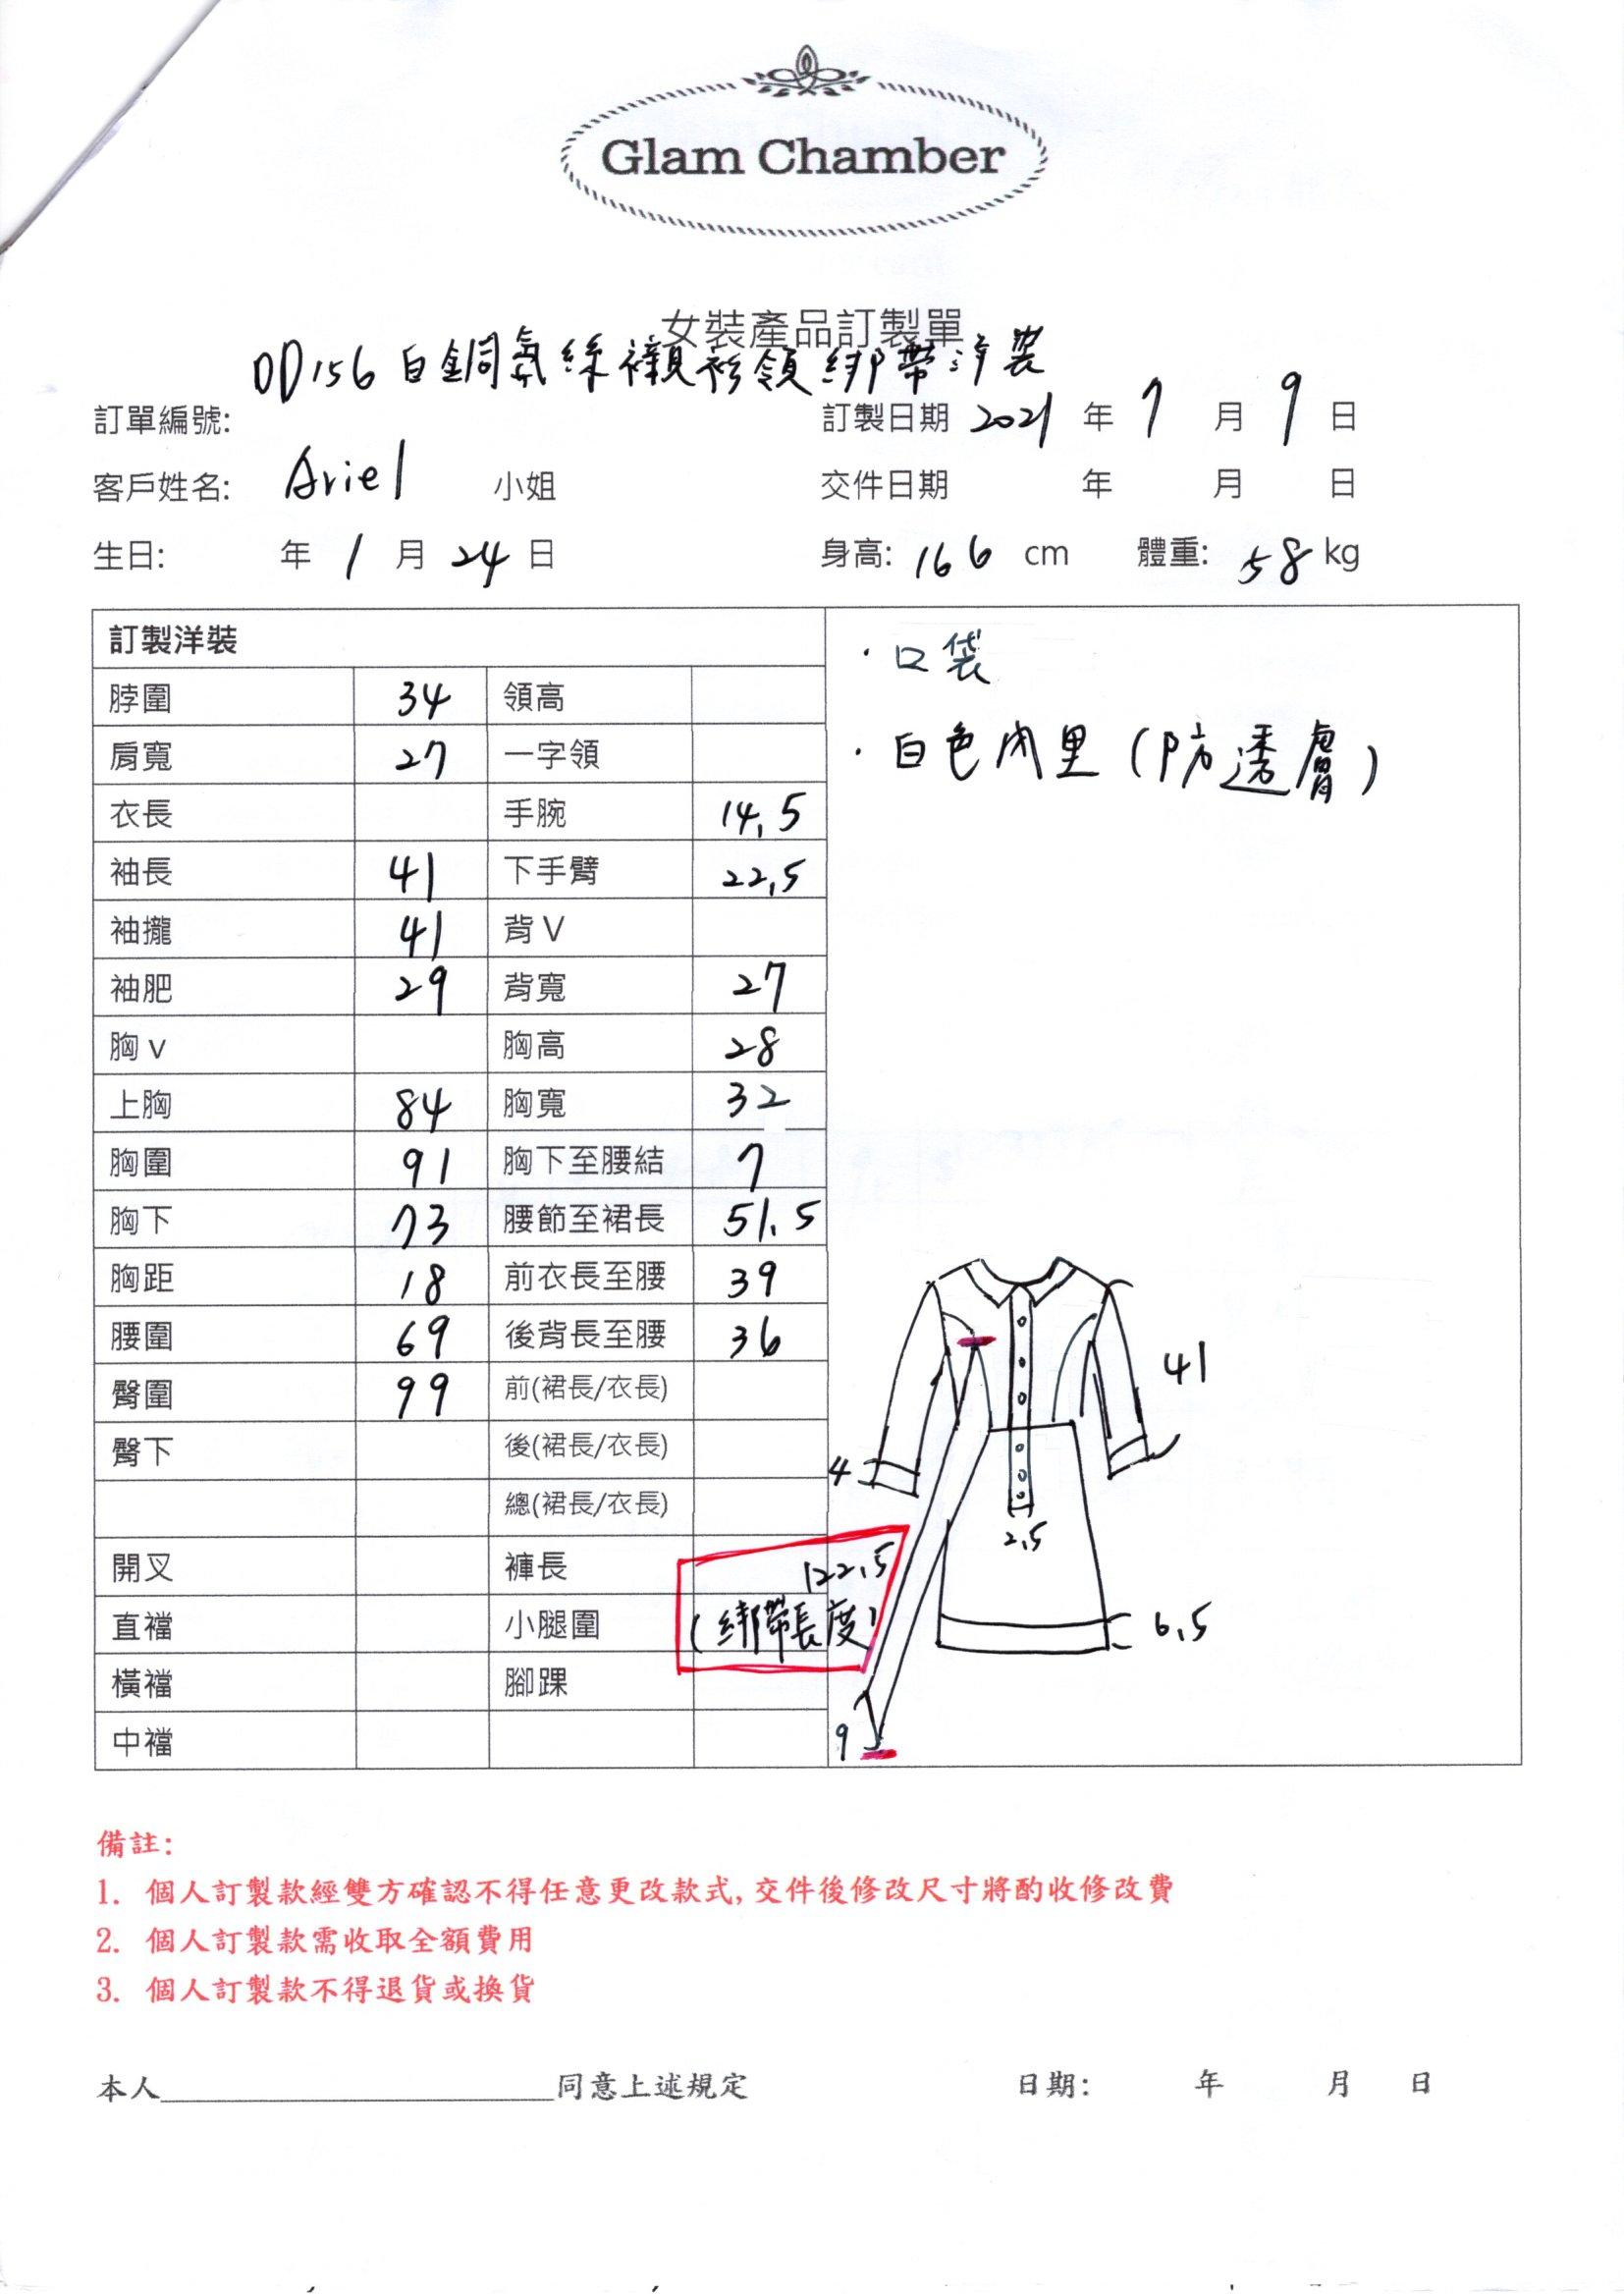 Glam Chamber
女裝產品訂製單
DD156 白銅氨絲襯衫領綁帶洋裝
訂單編號: 訂製日期 2021 年 7 月 9 日
客戶姓名: Ariel 小姐 交件日期 年 月 日
生日: 年 1 月 24 日 身高: 166 cm 體重: 58 kg
訂製洋裝
脖圍 34 領高
肩寬 27 一字領
衣長 手腕 14.5
袖長 41 下手臂 22.5
袖攏 41 背 V
袖肥 29 背寬 27
胸 v 胸高 28
上胸 84 胸寬 32
胸圍 91 胸下至腰結 7
胸下 73 腰節至裙長 51.5
胸距 18 前衣長至腰 39
腰圍 69 後背長至腰 36
臀圍 99 前(裙長/衣長)
臀下 後(裙長/衣長)
總(裙長/衣長)
開叉 褲長 122.5
直襠 小腿圍 (綁帶長度)
橫襠 腳踝
中襠
·口袋
·白色內里(防透膚)
41
4
2.5
6.5
9
備註:
1. 個人訂製款經雙方確認不得任意更改款式,交件後修改尺寸將酌收修改費
2. 個人訂製款需收取全額費用
3. 個人訂製款不得退貨或換貨
本人____________________同意上述規定 日期: 年 月 日